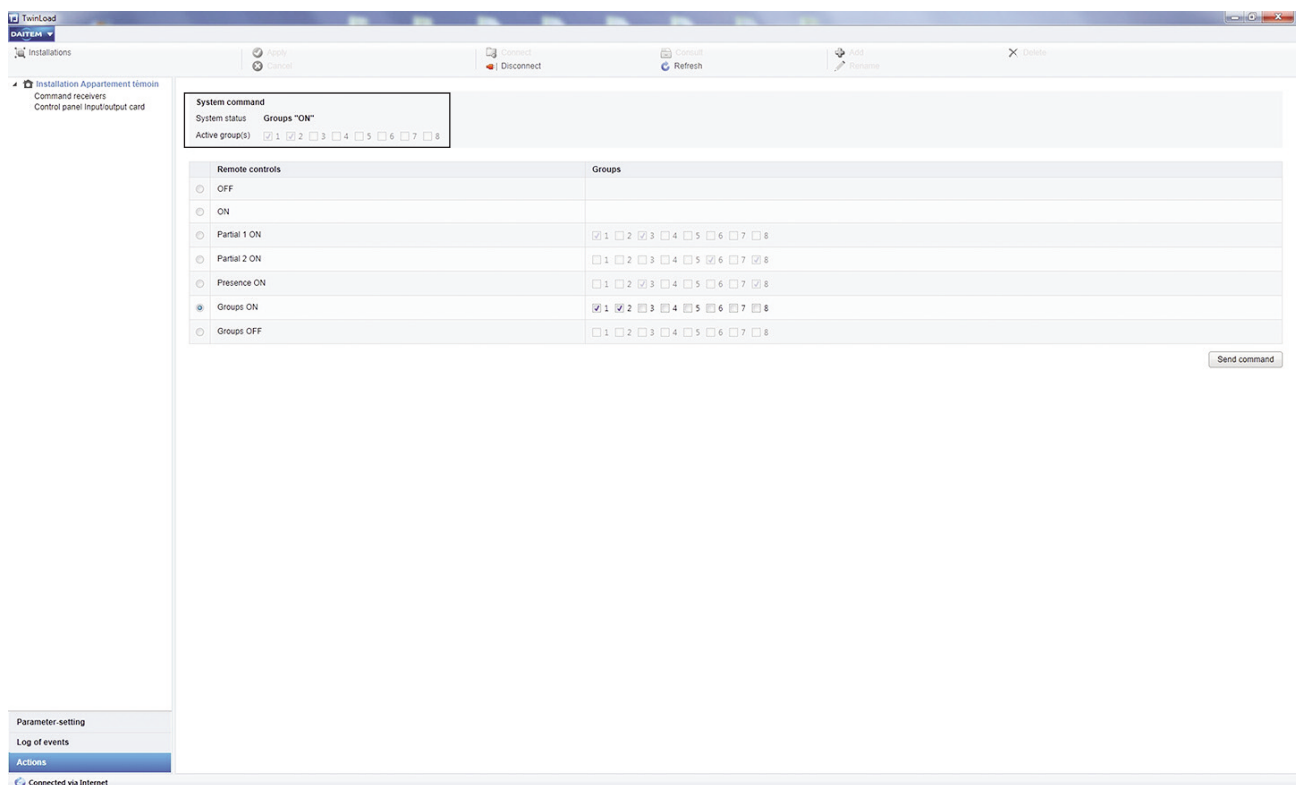 TwinLoad
DAITEM
Installations
Apply
Cancel
Connect
Disconnect
Consult
Refresh
Add
Rename
Delete
Installation Appartement témoin
Command receivers
Control panel Input/output card
System command
System status Groups "ON"
Active group(s) 1 2 3 4 5 6 7 8
Remote controls Groups
OFF
ON
Partial 1 ON 1 2 3 4 5 6 7 8
Partial 2 ON 1 2 3 4 5 6 7 8
Presence ON 1 2 3 4 5 6 7 8
Groups ON 1 2 3 4 5 6 7 8
Groups OFF 1 2 3 4 5 6 7 8
Send command
Parameter-setting
Log of events
Actions
Connected via Internet